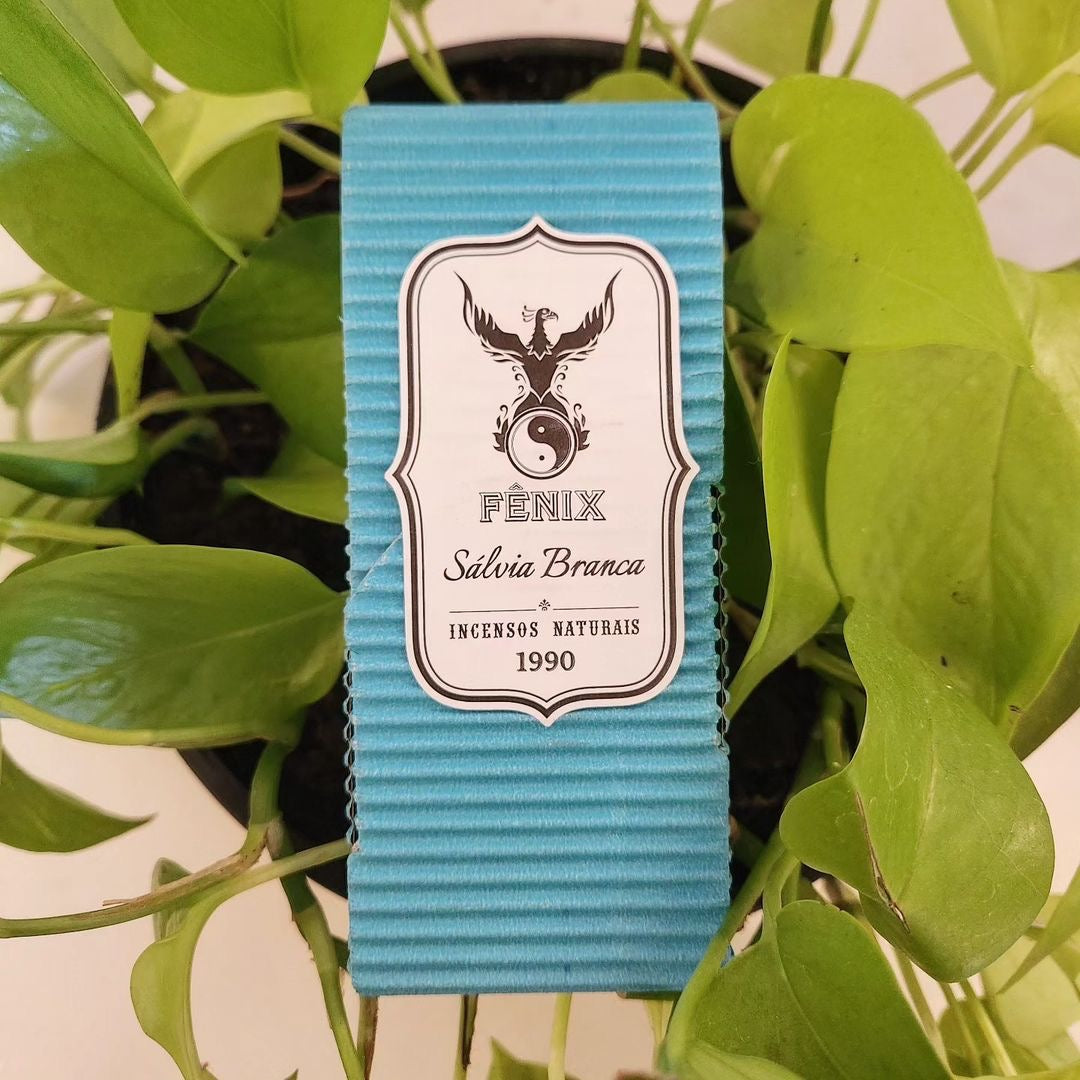 FÊNIX
Sálvia Branca
INCENSOS NATURAIS
1990